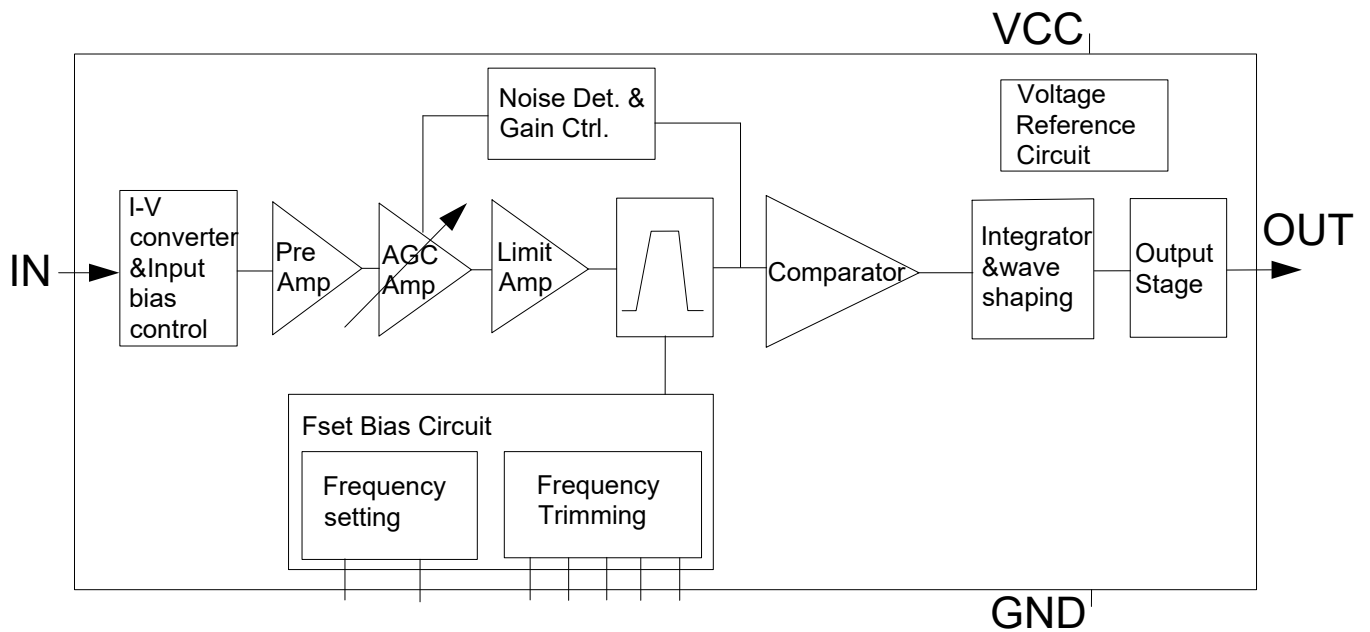 VCC
Noise Det. &
Gain Ctrl.
Voltage
Reference
Circuit
IN
I-V
converter
&Input
bias
control
Pre
Amp
AGC
Amp
Limit
Amp
Comparator
Integrator
&wave
shaping
Output
Stage
OUT
Fset Bias Circuit
Frequency
setting
Frequency
Trimming
GND